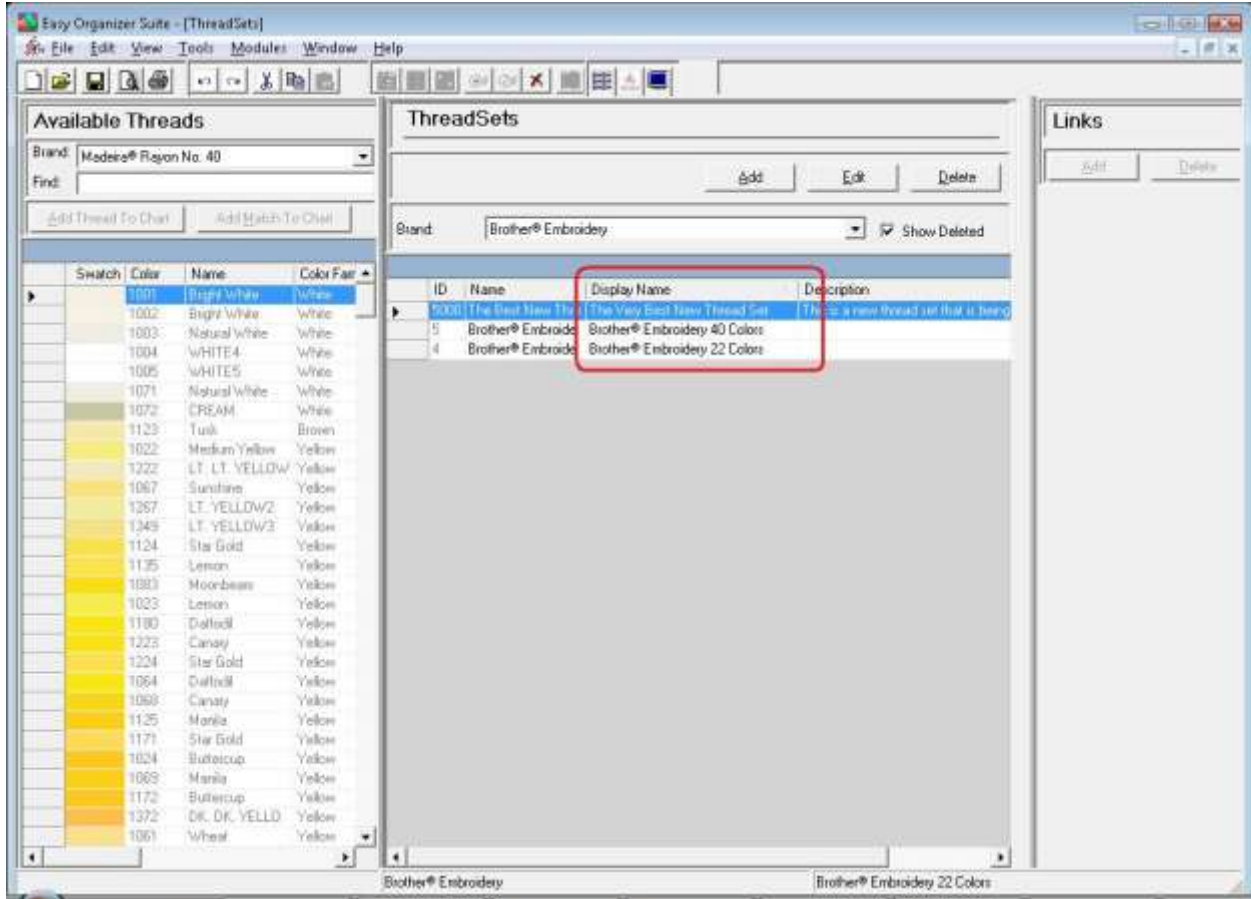 Easy Organizer Suite - [ThreadSets]
File Edit View Tools Modules Window Help
Available Threads
Brand: Madeira® Rayon No. 40
Find:
Add Thread To Chart Add Match To Chart
Swatch Color Name Color Fam
1001 Bright White White
1002 Bright White White
1003 Natural White White
1004 WHITE4 White
1005 WHITE5 White
1071 Natural White White
1072 CREAM White
1123 Tusk Brown
1022 Medium Yellow Yellow
1222 LT. LT. YELLOW Yellow
1067 Sunshine Yellow
1267 LT. YELLOW2 Yellow
1349 LT. YELLOW3 Yellow
1124 Star Gold Yellow
1135 Lemon Yellow
1083 Moonbeam Yellow
1023 Lemon Yellow
1180 Daffodil Yellow
1223 Canary Yellow
1224 Star Gold Yellow
1064 Daffodil Yellow
1068 Canary Yellow
1125 Manila Yellow
1171 Star Gold Yellow
1024 Buttercup Yellow
1069 Manila Yellow
1172 Buttercup Yellow
1372 DK. DK. YELLO Yellow
1061 Wheat Yellow
ThreadSets
Add Edit Delete
Brand: Brother® Embroidery Show Deleted
ID Name Display Name Description
5000 The Best New Thre The Very Best New Thread Set This is a new thread set that is being
5 Brother® Embroide Brother® Embroidery 40 Colors
4 Brother® Embroide Brother® Embroidery 22 Colors
Links
Add Delete
Brother® Embroidery Brother® Embroidery 22 Colors